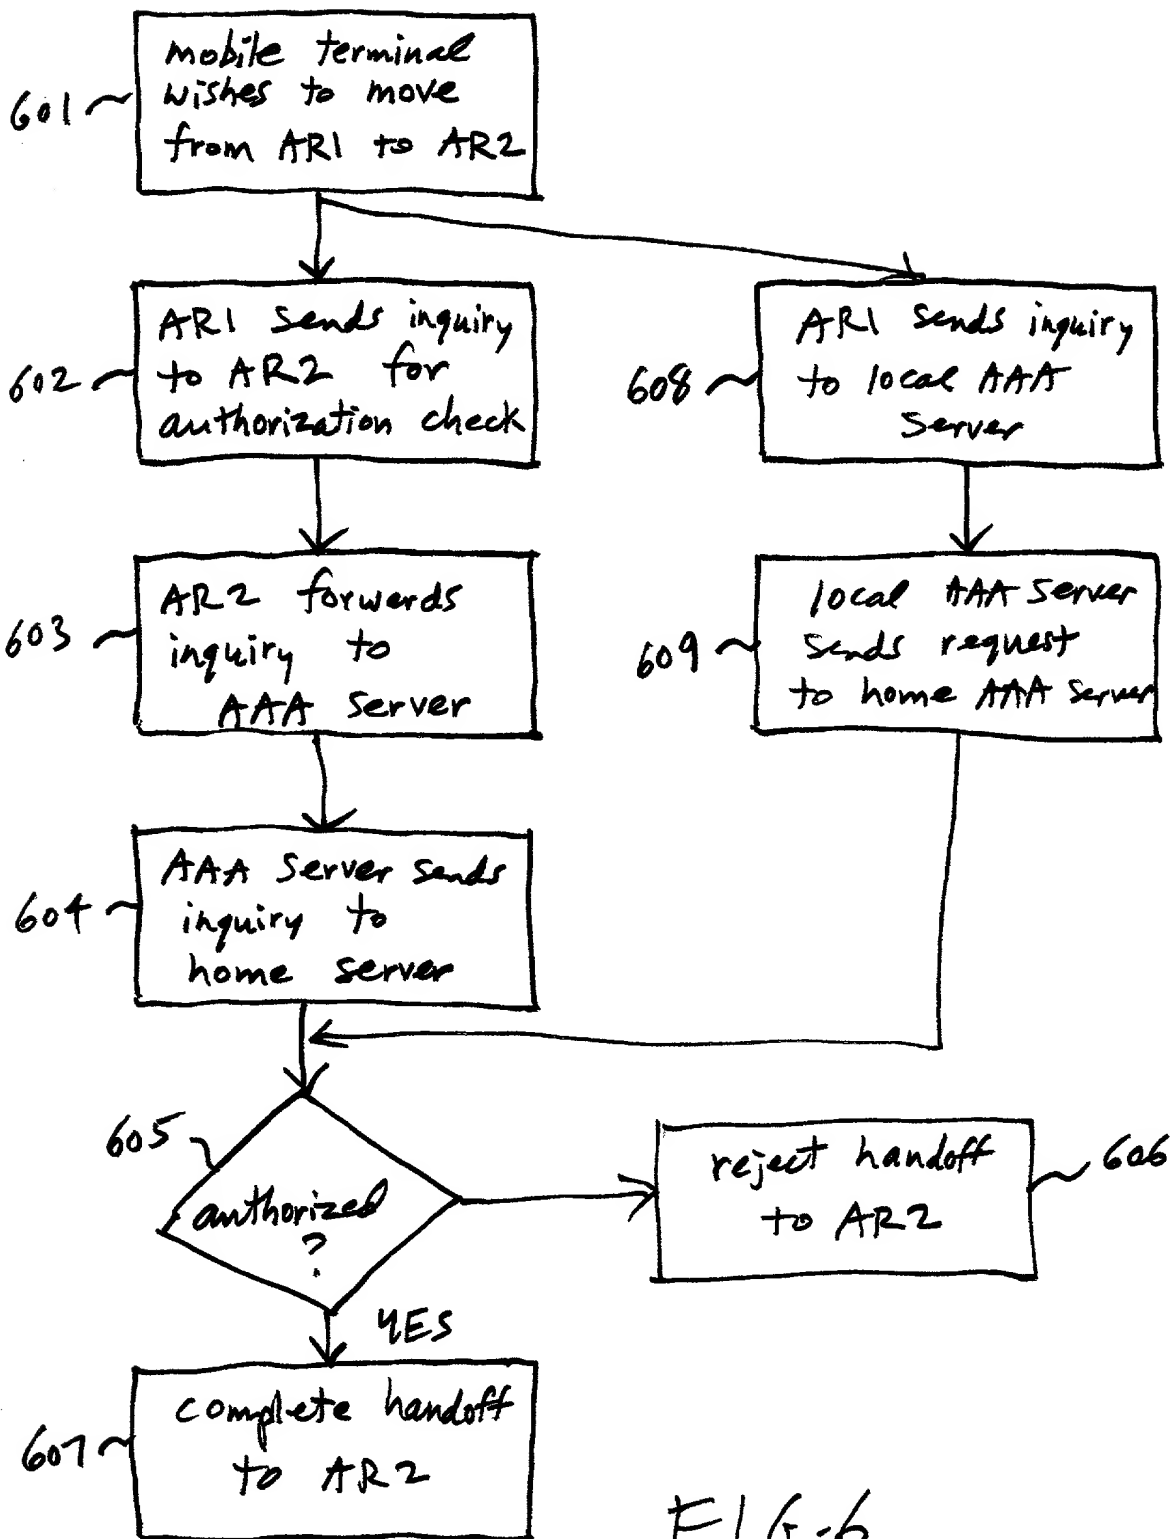 601
mobile terminal
wishes to move
from AR1 to AR2
602
AR1 sends inquiry
to AR2 for
authorization check
608
AR1 sends inquiry
to local AAA
server
603
AR2 forwards
inquiry to
AAA server
609
local AAA server
sends request
to home AAA server
604
AAA server sends
inquiry to
home server
605
authorized
?
reject handoff
to AR2
606
YES
607
complete handoff
to AR2
FIG. 6